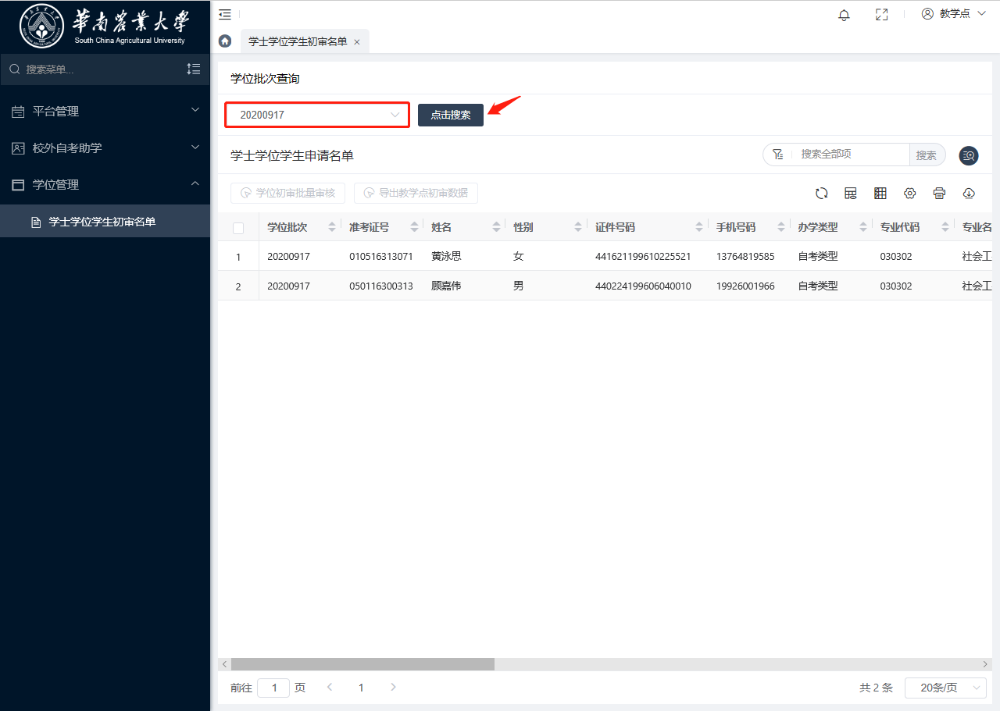 華南农业大学
South China Agricultural University
搜索菜单...
平台管理
校外自考助学
学位管理
学士学位学生初审名单
教学点
学士学位学生初审名单 ×
学位批次查询
20200917 点击搜索
学士学位学生申请名单 搜索全部项 搜索
学位初审批量审核 导出教学点初审数据
学位批次 准考证号 姓名 性别 证件号码 手机号码 办学类型 专业代码 专业名
1 20200917 010516313071 黄泳思 女 441621199610225521 13764819585 自考类型 030302 社会工
2 20200917 050116300313 顾嘉伟 男 440224199606040010 19926001966 自考类型 030302 社会工
前往 1 页 1 共 2 条 20条/页